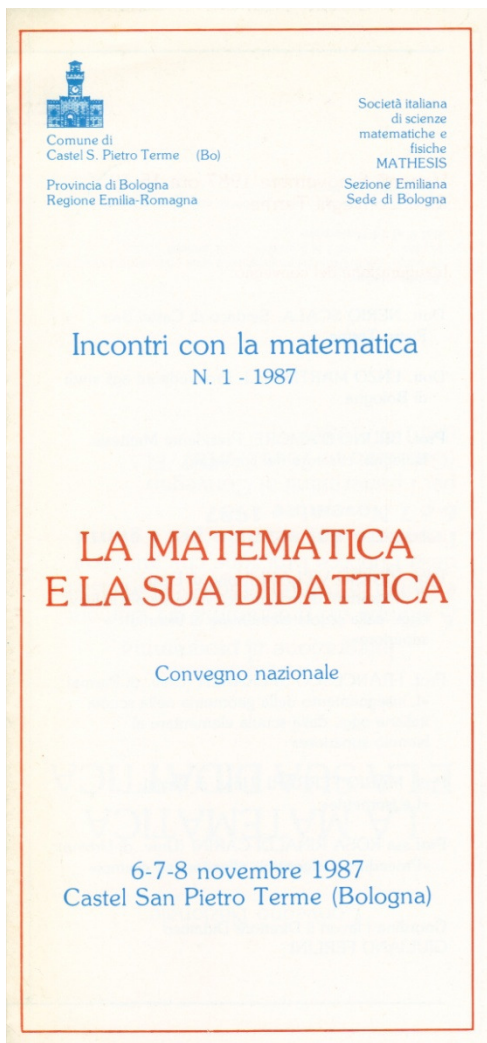 Comune di
Castel S. Pietro Terme (Bo)
Provincia di Bologna
Regione Emilia-Romagna
Società italiana
di scienze
matematiche e
fisiche
MATHESIS
Sezione Emiliana
Sede di Bologna
Incontri con la matematica
N. 1 - 1987
LA MATEMATICA
E LA SUA DIDATTICA
Convegno nazionale
6-7-8 novembre 1987
Castel San Pietro Terme (Bologna)